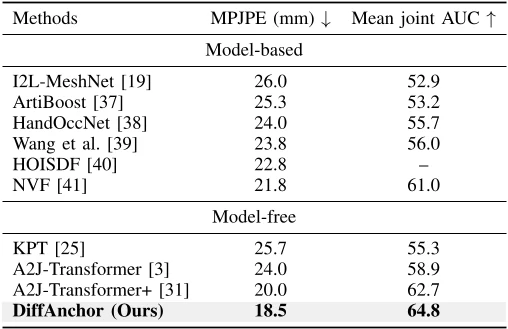 Methods MPJPE (mm) ↓ Mean joint AUC ↑
Model-based
I2L-MeshNet [19] 26.0 52.9
ArtiBoost [37] 25.3 53.2
HandOccNet [38] 24.0 55.7
Wang et al. [39] 23.8 56.0
HOISDF [40] 22.8 –
NVF [41] 21.8 61.0
Model-free
KPT [25] 25.7 55.3
A2J-Transformer [3] 24.0 58.9
A2J-Transformer+ [31] 20.0 62.7
DiffAnchor (Ours) 18.5 64.8